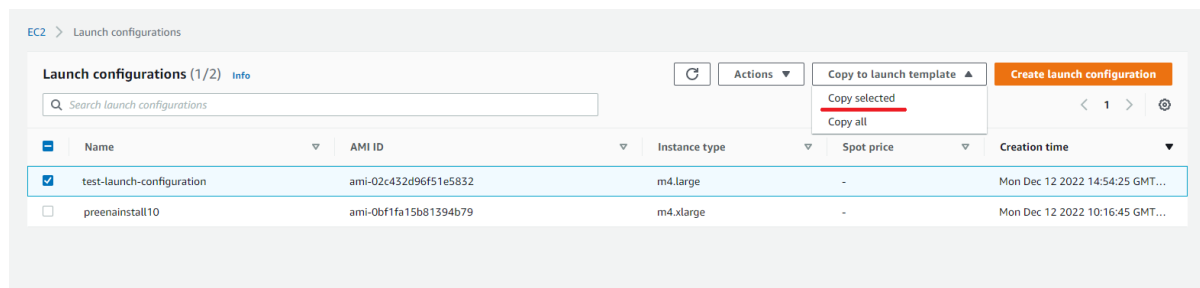 EC2 > Launch configurations
Launch configurations (1/2) Info
Actions Copy to launch template Create launch configuration
Copy selected
Copy all
Search launch configurations
1
Name AMI ID Instance type Spot price Creation time
test-launch-configuration ami-02c432d96f51e5832 m4.large - Mon Dec 12 2022 14:54:25 GMT...
preenainstall10 ami-0bf1fa15b81394b79 m4.xlarge - Mon Dec 12 2022 10:16:45 GMT...